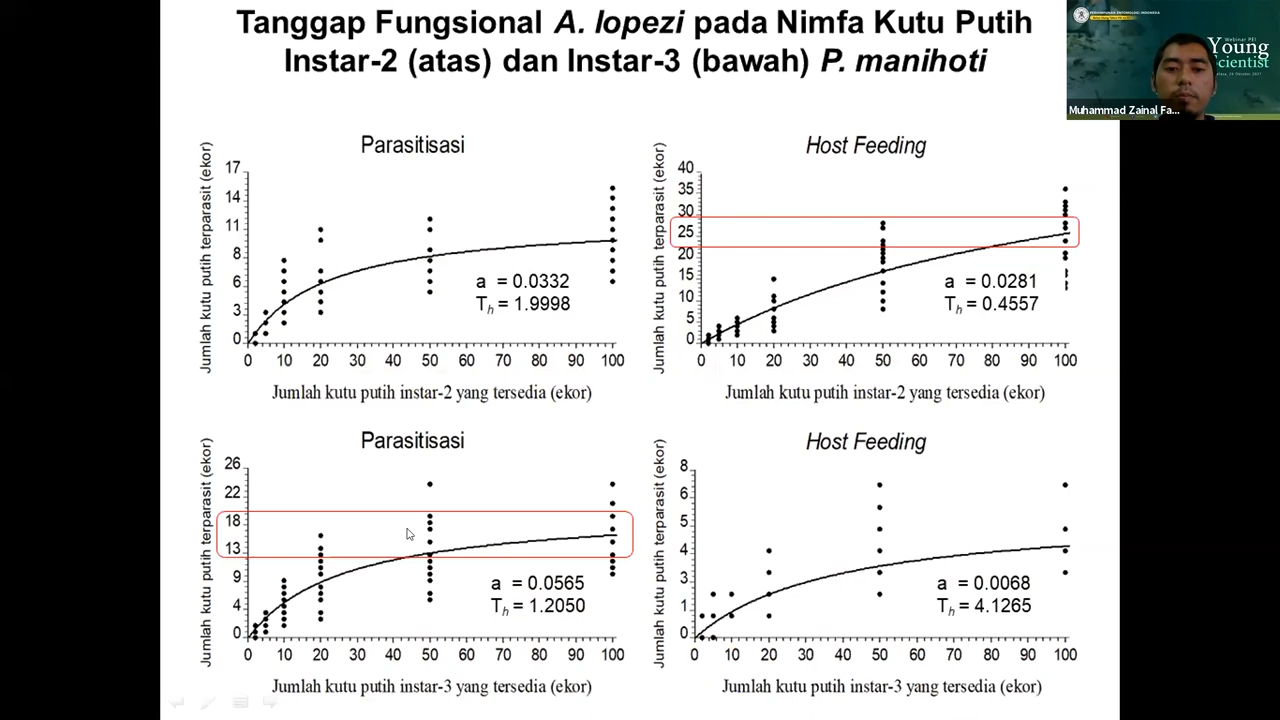 Tanggap Fungsional A. lopezi pada Nimfa Kutu Putih
Instar-2 (atas) dan Instar-3 (bawah) P. manihoti
PERHIMPUNAN ENTOMOLOGI INDONESIA
Webinar PEI
Young
Scientist
Muhammad Zainal Fa...
Parasitisasi
Jumlah kutu putih terparasit (ekor)
17
14
11
8
6
3
0
a = 0.0332
Th = 1.9998
0 10 20 30 40 50 60 70 80 90 100
Jumlah kutu putih instar-2 yang tersedia (ekor)
Host Feeding
Jumlah kutu putih terparasit (ekor)
40
35
30
25
20
15
10
5
0
a = 0.0281
Th = 0.4557
0 10 20 30 40 50 60 70 80 90 100
Jumlah kutu putih instar-2 yang tersedia (ekor)
Parasitisasi
Jumlah kutu putih terparasit (ekor)
26
22
18
13
9
4
0
a = 0.0565
Th = 1.2050
0 10 20 30 40 50 60 70 80 90 100
Jumlah kutu putih instar-3 yang tersedia (ekor)
Host Feeding
Jumlah kutu putih terparasit (ekor)
8
6
5
4
3
1
0
a = 0.0068
Th = 4.1265
0 10 20 30 40 50 60 70 80 90 100
Jumlah kutu putih instar-3 yang tersedia (ekor)